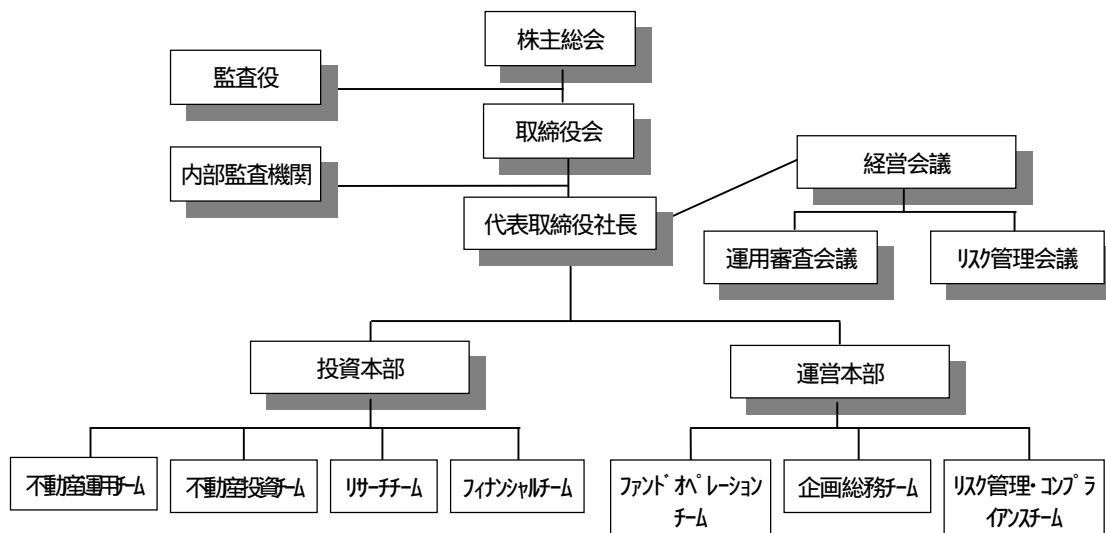 株主総会
監査役
取締役会
内部監査機関
経営会議
代表取締役社長
運用審査会議
リスク管理会議
投資本部
運営本部
不動産運用チーム
不動産投資チーム
リサーチチーム
フィナンシャルチーム
ファンドオペレーション
チーム
企画総務チーム
リスク管理・コンプラ
イアンスチーム